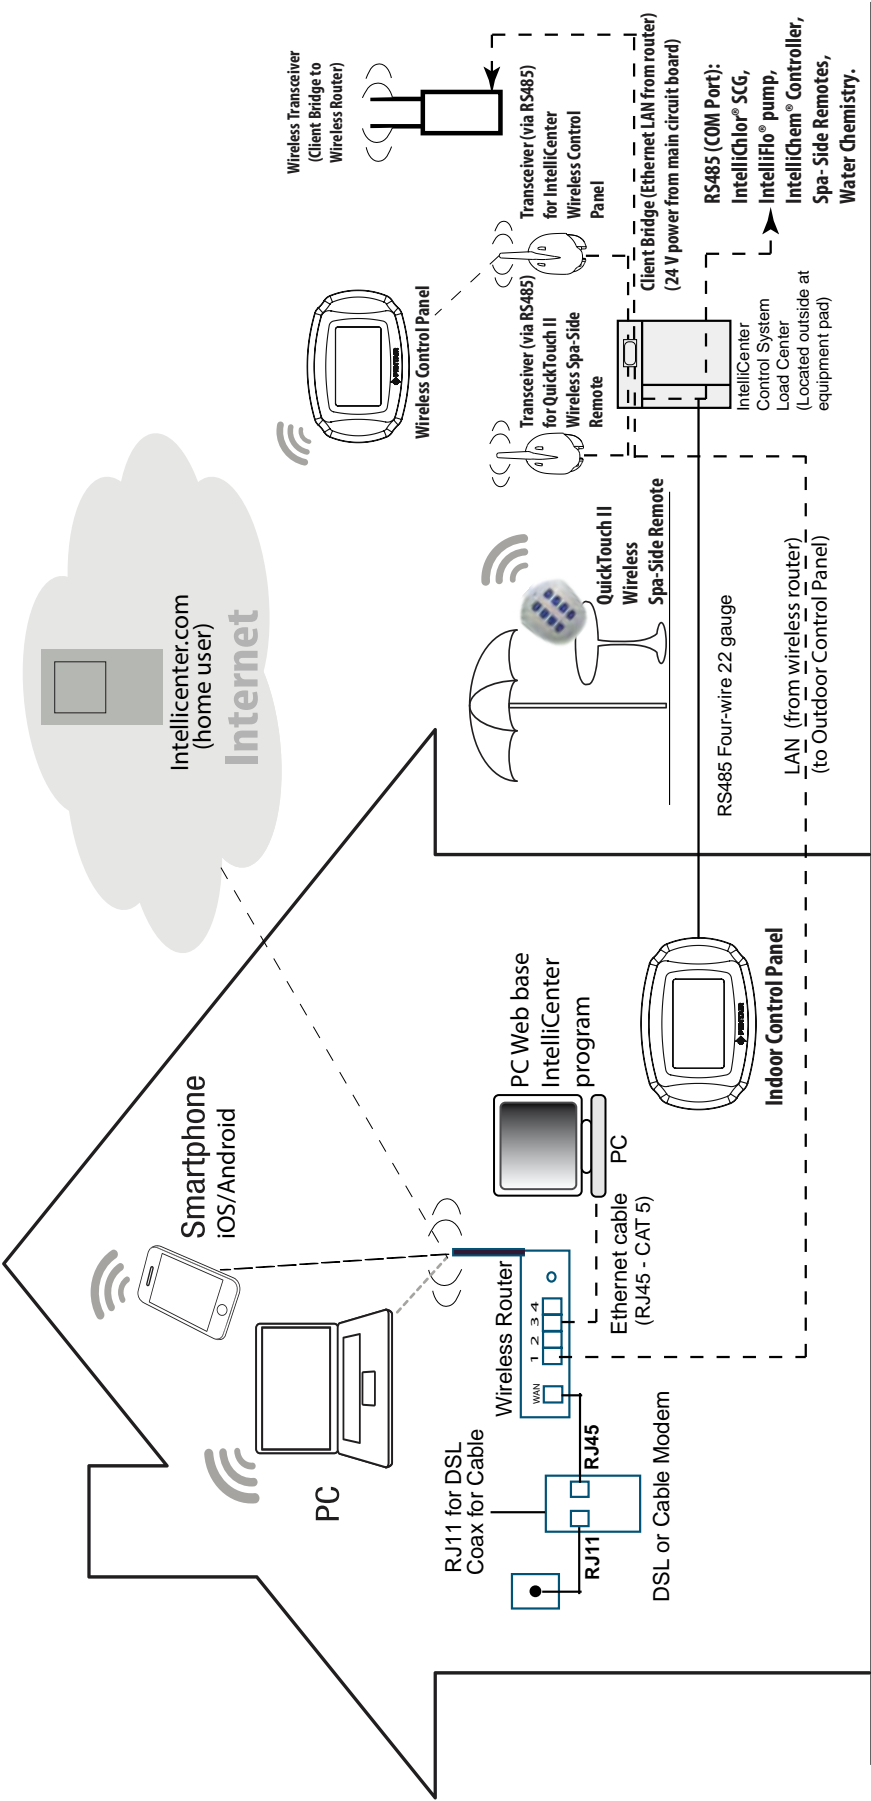 Intellicenter.com
(home user)
Internet
Smartphone
iOS/Android
PC
Wireless Transceiver
(Client Bridge to
Wireless Router)
PENTAIR
Wireless Control Panel
Transceiver (via RS485)
for IntelliCenter
Wireless Control
Panel
Transceiver (via RS485)
for QuickTouch II
Wireless Spa-Side
Remote
QuickTouch II
Wireless
Spa-Side Remote
Client Bridge (Ethernet LAN from router)
(24 V power from main circuit board)
RS485 (COM Port):
IntelliChlor® SCG,
IntelliFlo® pump,
IntelliChem® Controller,
Spa- Side Remotes,
Water Chemistry.
IntelliCenter
Control System
Load Center
(Located outside at
equipment pad)
RS485 Four-wire 22 gauge
LAN (from wireless router)
(to Outdoor Control Panel)
PENTAIR
Indoor Control Panel
PC Web base
IntelliCenter
program
PC
Ethernet cable
(RJ45 - CAT 5)
Wireless Router
WAN
1 2 3 4
RJ11 for DSL
Coax for Cable
RJ45
RJ11
DSL or Cable Modem